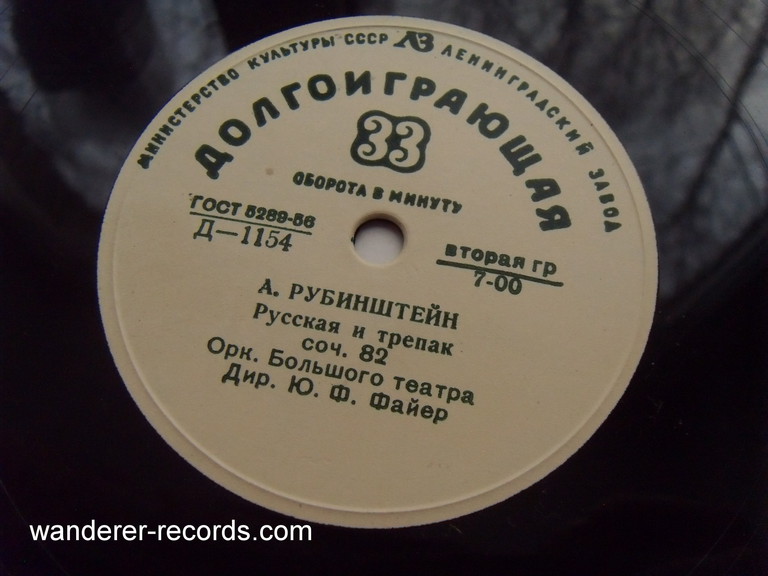 МИНИСТЕРСТВО КУЛЬТУРЫ СССР ЛЗ ЛЕНИНГРАДСКИЙ ЗАВОД
ДОЛГОИГРАЮЩАЯ
33
ОБОРОТА В МИНУТУ
ГОСТ 5289-56
Д—1154
вторая гр
7-00
А. РУБИНШТЕЙН
Русская и трепак
соч. 82
Орк. Большого театра
Дир. Ю. Ф. Файер
wanderer-records.com